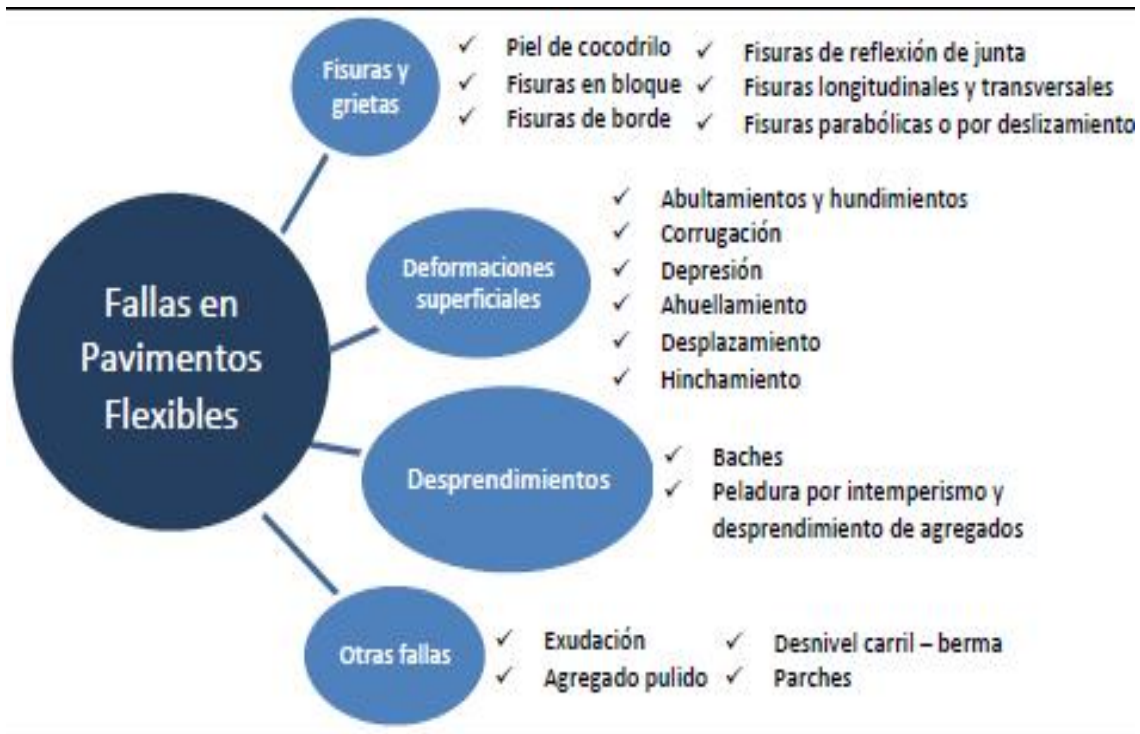 Fallas en
Pavimentos
Flexibles
Fisuras y
grietas
✓ Piel de cocodrilo
✓ Fisuras en bloque
✓ Fisuras de borde
✓ Fisuras de reflexión de junta
✓ Fisuras longitudinales y transversales
✓ Fisuras parabólicas o por deslizamiento
Deformaciones
superficiales
✓ Abultamientos y hundimientos
✓ Corrugación
✓ Depresión
✓ Ahuellamiento
✓ Desplazamiento
✓ Hinchamiento
Desprendimientos
✓ Baches
✓ Peladura por intemperismo y
desprendimiento de agregados
Otras fallas
✓ Exudación
✓ Agregado pulido
✓ Desnivel carril – berma
✓ Parches